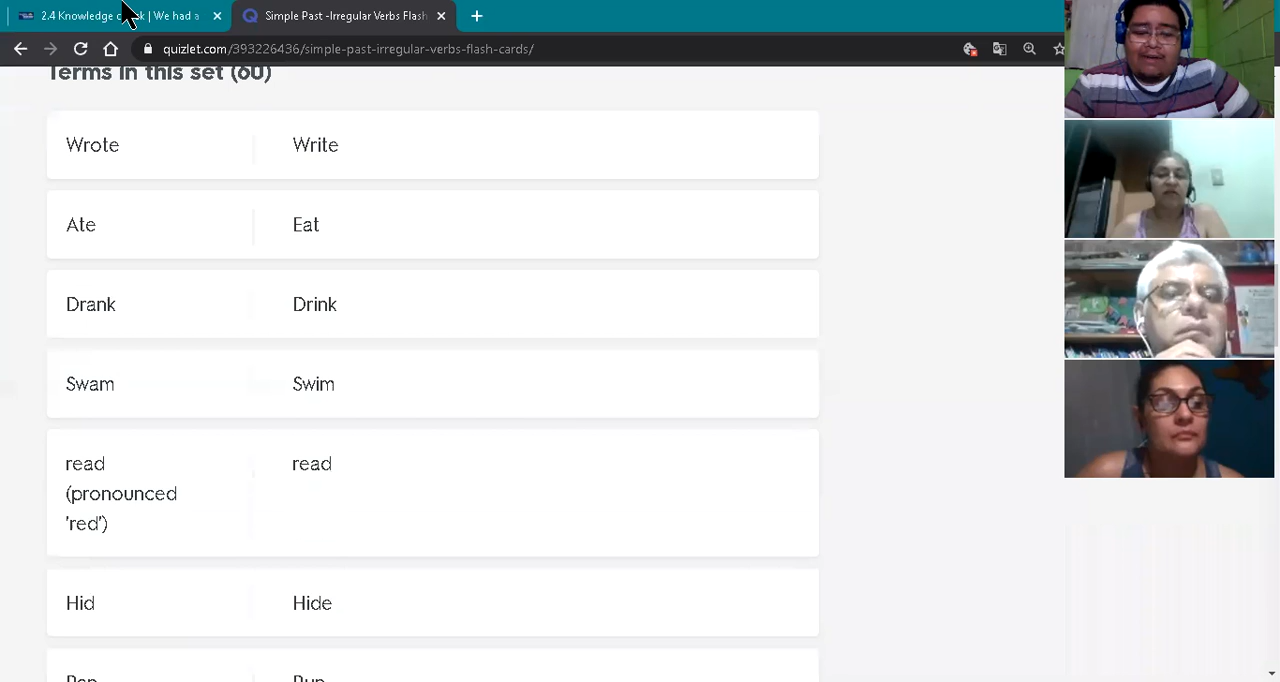 2.4 Knowledge c k | We had a
Simple Past -Irregular Verbs Flash
quizlet.com/393226436/simple-past-irregular-verbs-flash-cards/
Terms in this set (60)
Wrote Write
Ate Eat
Drank Drink
Swam Swim
read read
(pronounced
'red')
Hid Hide
Ran Run